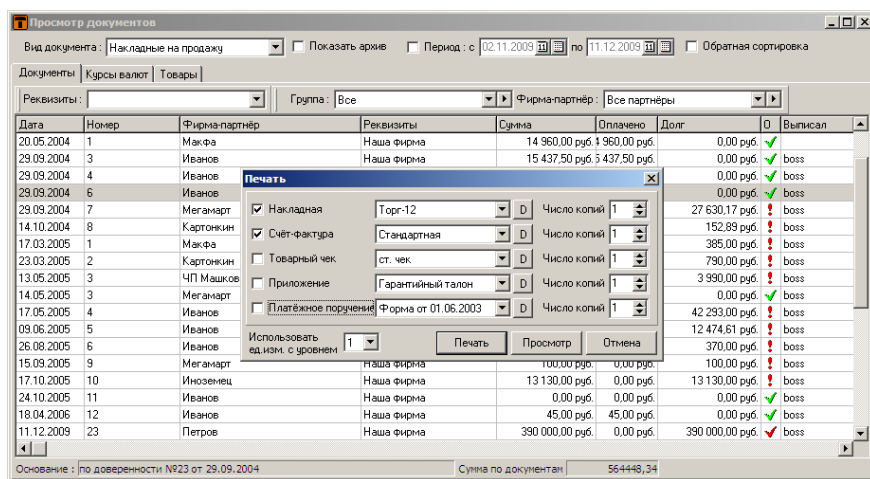 Просмотр документов
Вид документа : Накладные на продажу Показать архив Период : с 02.11.2009 по 11.12.2009 Обратная сортировка
Документы Курсы валют Товары
Реквизиты : Группа : Все Фирма-партнёр : Все партнёры
Дата Номер Фирма-партнёр Реквизиты Сумма Оплачено Долг О Выписал
20.05.2004 1 Макфа Наша фирма 14 960,00 руб. 4 960,00 руб. 0,00 руб.
29.09.2004 3 Иванов Наша фирма 15 437,50 руб. 5 437,50 руб. 0,00 руб. boss
29.09.2004 4 Иванов 0,00 руб. boss
29.09.2004 6 Иванов 0,00 руб. boss
29.09.2004 7 Мегамарт 27 630,17 руб. boss
14.10.2004 8 Картонкин 152,89 руб. boss
17.03.2005 1 Макфа 385,00 руб. boss
23.03.2005 2 Картонкин 790,00 руб. boss
13.05.2005 3 ЧП Машков 3 990,00 руб. boss
14.05.2005 3 Мегамарт 0,00 руб. boss
17.05.2005 4 Иванов 42 293,00 руб. boss
09.06.2005 5 Иванов 12 474,61 руб. boss
26.08.2005 6 Иванов 370,00 руб. boss
15.09.2005 9 Мегамарт Наша фирма 100,00 руб. 0,00 руб. 100,00 руб. boss
17.10.2005 10 Иноземец Наша фирма 13 130,00 руб. 0,00 руб. 13 130,00 руб. boss
24.10.2005 11 Иванов Наша фирма 0,00 руб. 0,00 руб. 0,00 руб. boss
18.04.2006 12 Иванов Наша фирма 45,00 руб. 45,00 руб. 0,00 руб. boss
11.12.2009 23 Петров Наша фирма 390 000,00 руб. 0,00 руб. 390 000,00 руб. boss
Основание : по доверенности №23 от 29.09.2004 Сумма по документам 564448,34
Печать
Накладная Торг-12 D Число копий 1
Счёт-фактура Стандартная D Число копий 1
Товарный чек ст. чек D Число копий 1
Приложение Гарантийный талон D Число копий 1
Платёжное поручение Форма от 01.06.2003 D Число копий 1
Использовать
ед.изм. с уровнем 1 Печать Просмотр Отмена